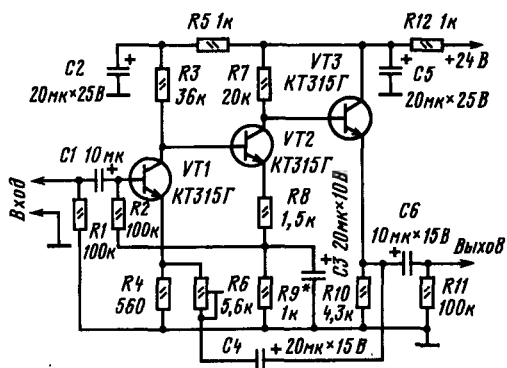 R5 1к
R12 1к
C2
20мк×25В
R3
36к
R7
20к
VT3
КТ315Г
C5
+24В
20мк×25В
C1 10мк
VT1
КТ315Г
VT2
КТ315Г
Вход
R1
100к
R2
100к
R8
1,5к
C3 20мк×10В
C6
10мк×15В
Выхов
R4
560
R6
5,6к
R9*
1к
R10
4,3к
R11
100к
C4
20мк×15В